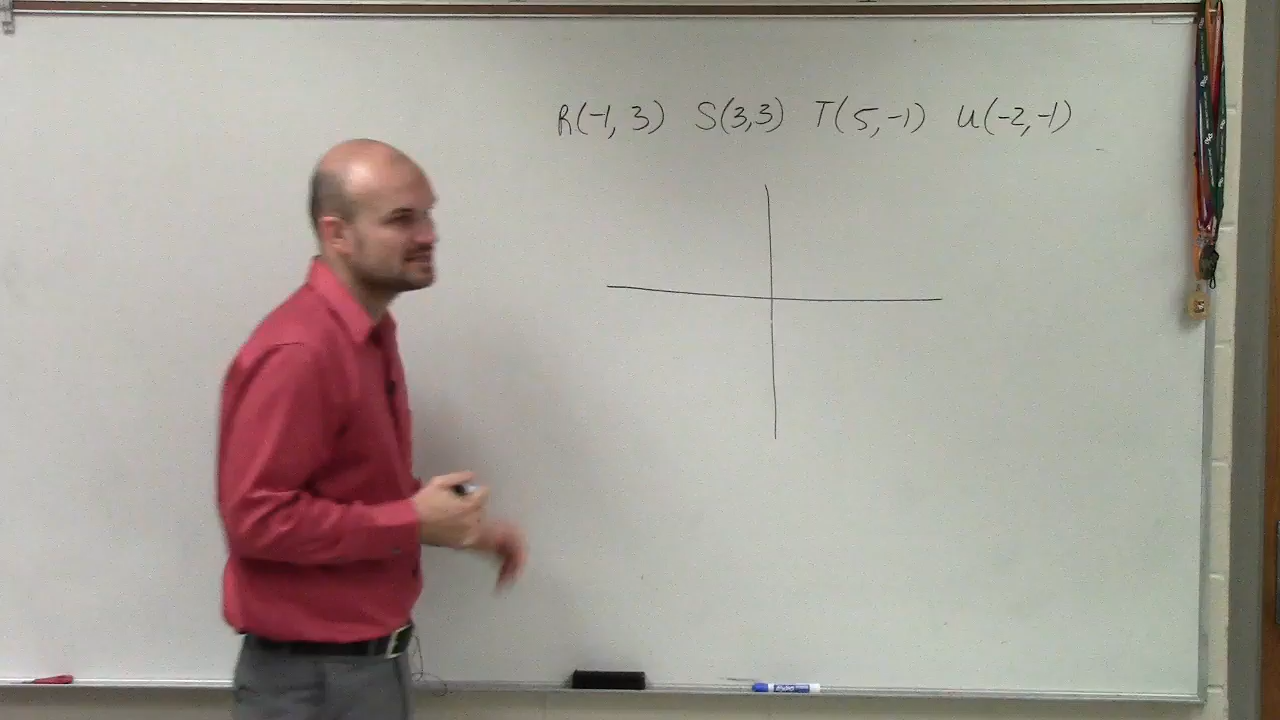 R(-1, 3) S(3,3) T(5,-1) U(-2,-1)